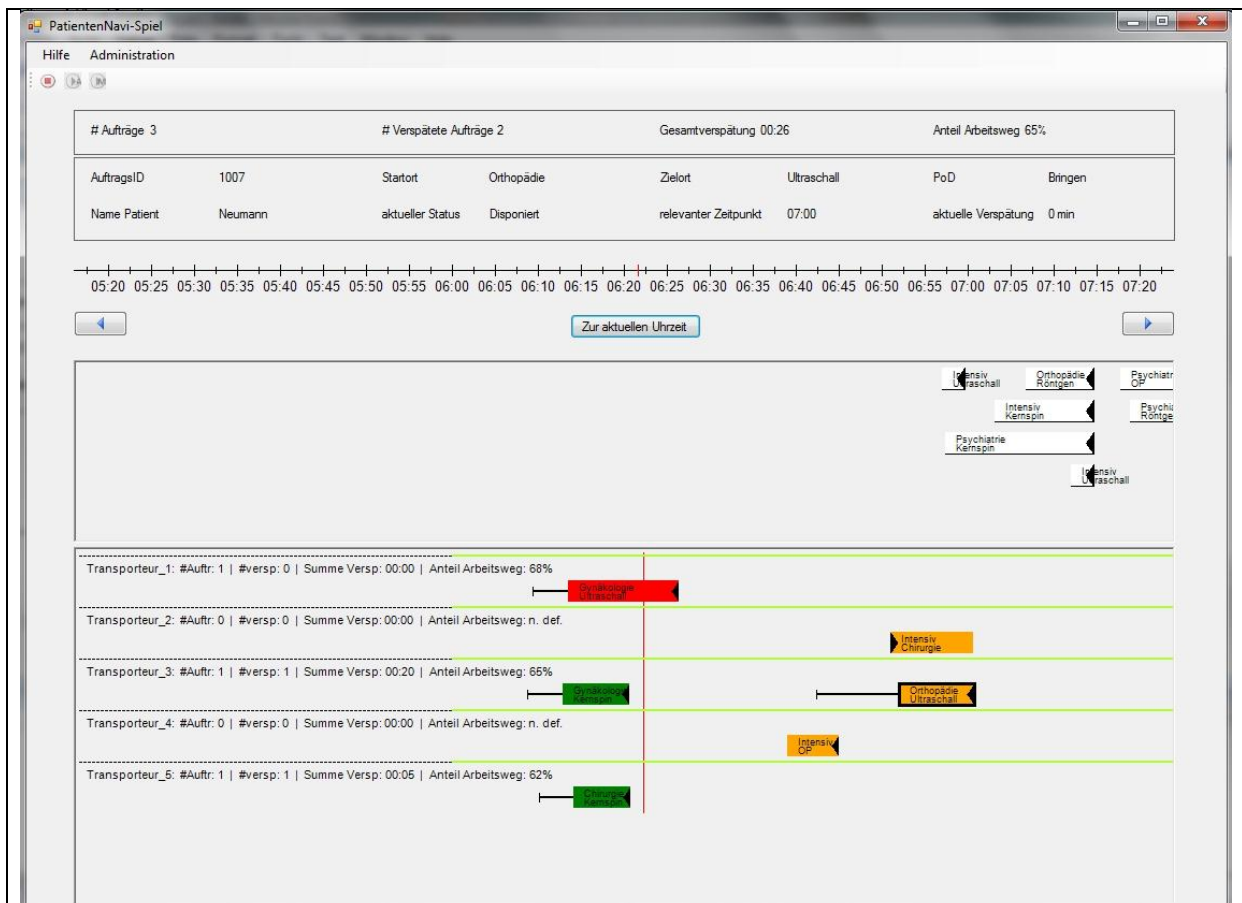 PatientenNavi-Spiel
Hilfe Administration
# Aufträge 3 # Verspätete Aufträge 2 Gesamtverspätung 00:26 Anteil Arbeitsweg 65%
AuftragsID 1007 Startort Orthopädie Zielort Ultraschall PoD Bringen
Name Patient Neumann aktueller Status Disponiert relevanter Zeitpunkt 07:00 aktuelle Verspätung 0 min
05:20 05:25 05:30 05:35 05:40 05:45 05:50 05:55 06:00 06:05 06:10 06:15 06:20 06:25 06:30 06:35 06:40 06:45 06:50 06:55 07:00 07:05 07:10 07:15 07:20
Zur aktuellen Uhrzeit
Intensiv Orthopädie Psychiatr
Ultraschall Röntgen OP
Intensiv Psychi
Kernspin Röntge
Psychiatrie
Kernspin
Intensiv
Ultraschall
Transporteur_1: #Auftr: 1 | #versp: 0 | Summe Versp: 00:00 | Anteil Arbeitsweg: 68%
Gynäkologie
Ultraschall
Transporteur_2: #Auftr: 0 | #versp: 0 | Summe Versp: 00:00 | Anteil Arbeitsweg: n. def.
Intensiv
Chirurgie
Transporteur_3: #Auftr: 1 | #versp: 1 | Summe Versp: 00:20 | Anteil Arbeitsweg: 65%
Gynäkologie Orthopädie
Kernspin Ultraschall
Transporteur_4: #Auftr: 0 | #versp: 0 | Summe Versp: 00:00 | Anteil Arbeitsweg: n. def.
Intensiv
OP
Transporteur_5: #Auftr: 1 | #versp: 1 | Summe Versp: 00:05 | Anteil Arbeitsweg: 62%
Chirurgie
Kernspin